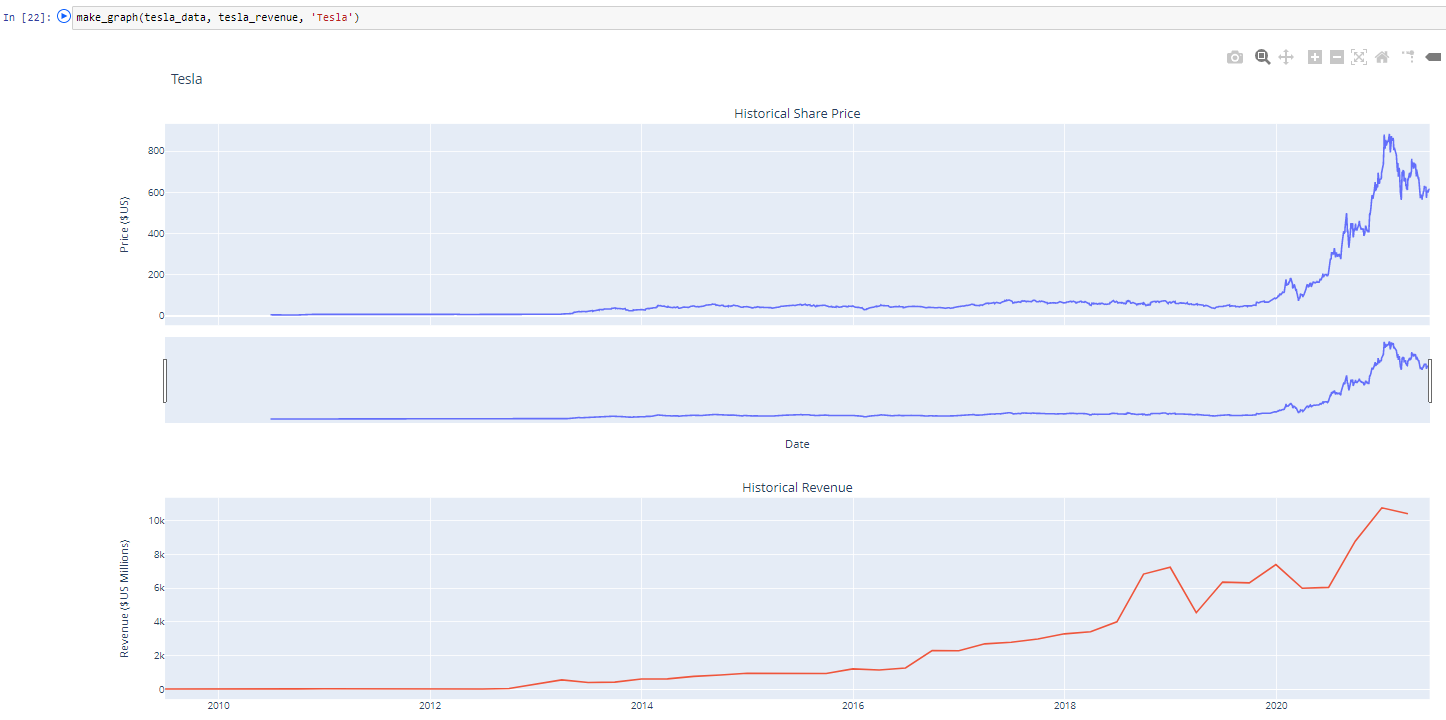 In [22]: make_graph(tesla_data, tesla_revenue, 'Tesla')
Tesla
Historical Share Price
800
600
400
200
0
Price ($US)
Date
Historical Revenue
10k
8k
6k
4k
2k
0
Revenue ($US Millions)
2010 2012 2014 2016 2018 2020